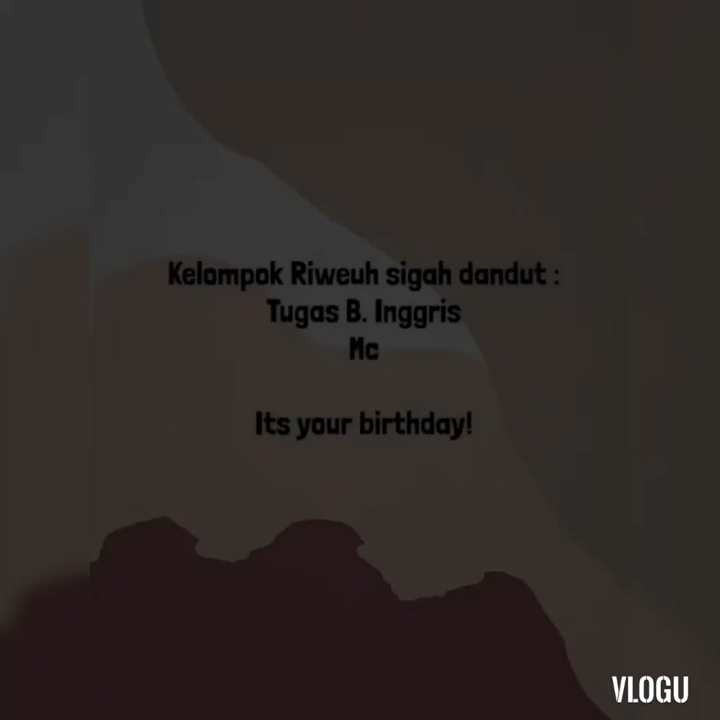 Kelompok Riweuh sigah dandut :
Tugas B. Inggris
Mc
Its your birthday!
VLOGU